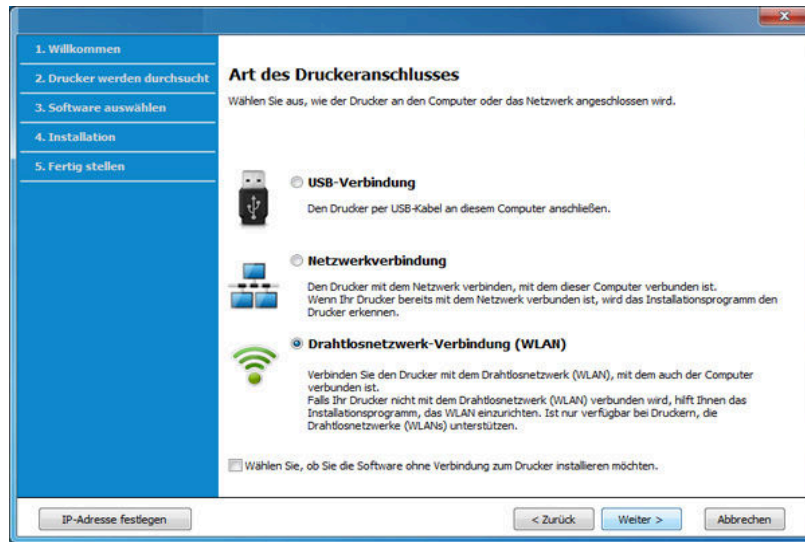 1. Willkommen
2. Drucker werden durchsucht
3. Software auswählen
4. Installation
5. Fertig stellen
Art des Druckeranschlusses
Wählen Sie aus, wie der Drucker an den Computer oder das Netzwerk angeschlossen wird.
USB-Verbindung
Den Drucker per USB-Kabel an diesem Computer anschließen.
Netzwerkverbindung
Den Drucker mit dem Netzwerk verbinden, mit dem dieser Computer verbunden ist.
Wenn Ihr Drucker bereits mit dem Netzwerk verbunden ist, wird das Installationsprogramm den
Drucker erkennen.
Drahtlosnetzwerk-Verbindung (WLAN)
Verbinden Sie den Drucker mit dem Drahtlosnetzwerk (WLAN), mit dem auch der Computer
verbunden ist.
Falls Ihr Drucker nicht mit dem Drahtlosnetzwerk (WLAN) verbunden wird, hilft Ihnen das
Installationsprogramm, das WLAN einzurichten. Ist nur verfügbar bei Druckern, die
Drahtlosnetzwerke (WLANs) unterstützen.
Wählen Sie, ob Sie die Software ohne Verbindung zum Drucker installieren möchten.
IP-Adresse festlegen
< Zurück
Weiter >
Abbrechen